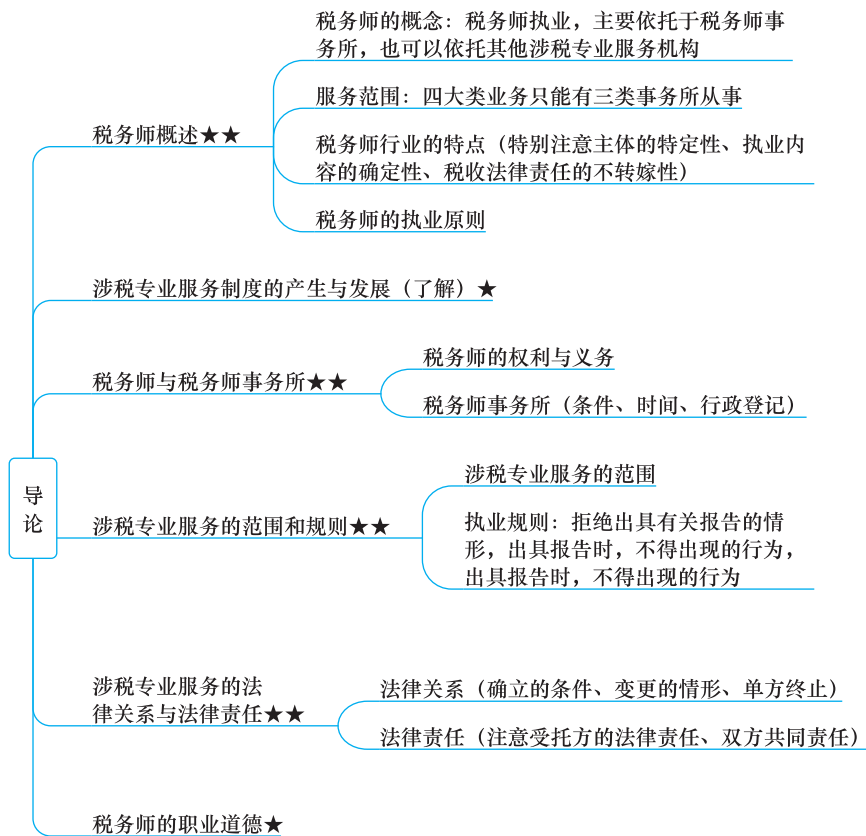 税务师的概念：税务师执业，主要依托于税务师事
务所，也可以依托其他涉税专业服务机构
服务范围：四大类业务只能有三类事务所从事
税务师概述★★
税务师行业的特点（特别注意主体的特定性、执业内
容的确定性、税收法律责任的不转嫁性）
税务师的执业原则
涉税专业服务制度的产生与发展（了解）★
税务师的权利与义务
税务师与税务师事务所★★
税务师事务所（条件、时间、行政登记）
导
论
涉税专业服务的范围
涉税专业服务的范围和规则★★
执业规则：拒绝出具有关报告的情
形，出具报告时，不得出现的行为，
出具报告时，不得出现的行为
涉税专业服务的法
律关系与法律责任★★
法律关系（确立的条件、变更的情形、单方终止）
法律责任（注意受托方的法律责任、双方共同责任）
税务师的职业道德★